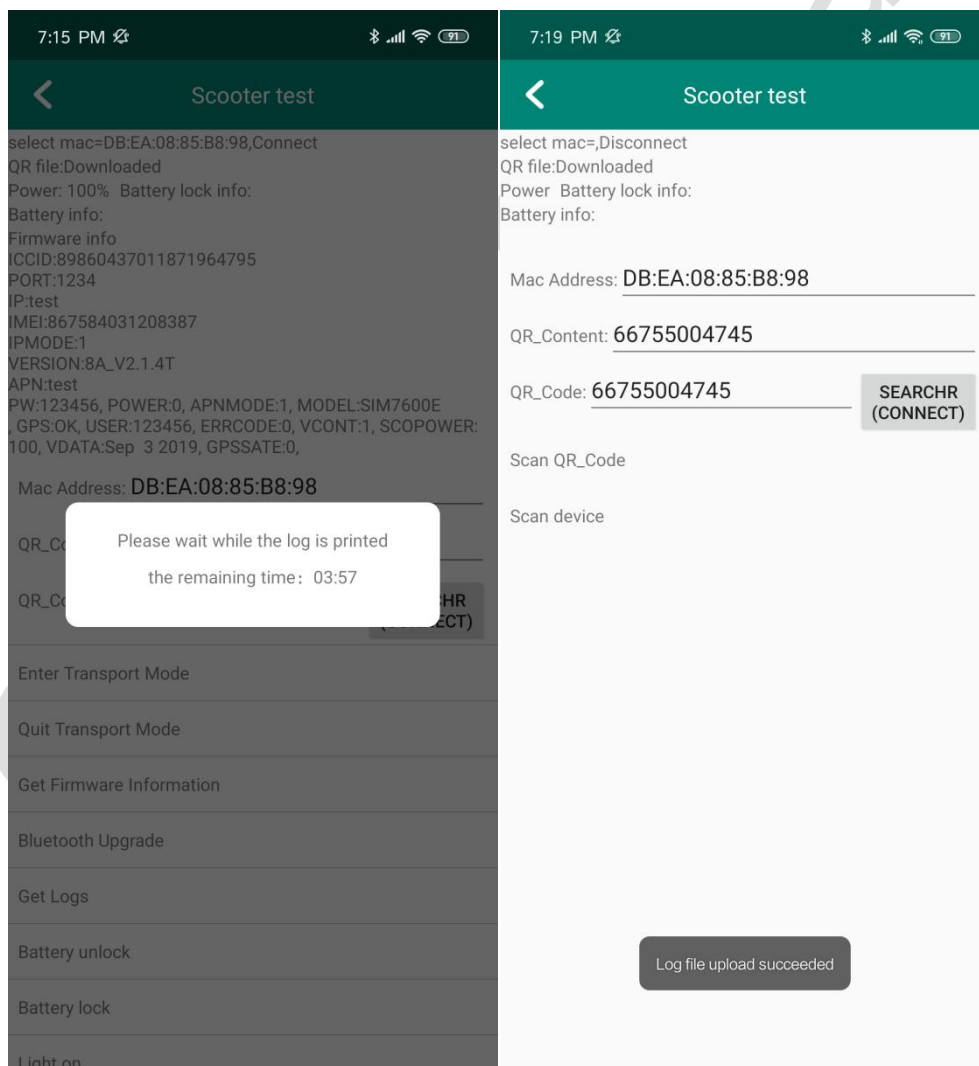 7:15 PM
91
Scooter test
select mac=DB:EA:08:85:B8:98,Connect
QR file:Downloaded
Power: 100% Battery lock info:
Battery info:
Firmware info
ICCID:89860437011871964795
PORT:1234
IP:test
IMEI:867584031208387
IPMODE:1
VERSION:8A_V2.1.4T
APN:test
PW:123456, POWER:0, APNMODE:1, MODEL:SIM7600E
, GPS:OK, USER:123456, ERRCODE:0, VCONT:1, SCOPOWER:
100, VDATA:Sep 3 2019, GPSSATE:0,
Mac Address: DB:EA:08:85:B8:98
Please wait while the log is printed
the remaining time: 03:57
QR_Co
QR_Co
HR
ECT)
Enter Transport Mode
Quit Transport Mode
Get Firmware Information
Bluetooth Upgrade
Get Logs
Battery unlock
Battery lock
Light on
7:19 PM
91
Scooter test
select mac=,Disconnect
QR file:Downloaded
Power Battery lock info:
Battery info:
Mac Address: DB:EA:08:85:B8:98
QR_Content: 66755004745
QR_Code: 66755004745
SEARCHR
(CONNECT)
Scan QR_Code
Scan device
Log file upload succeeded